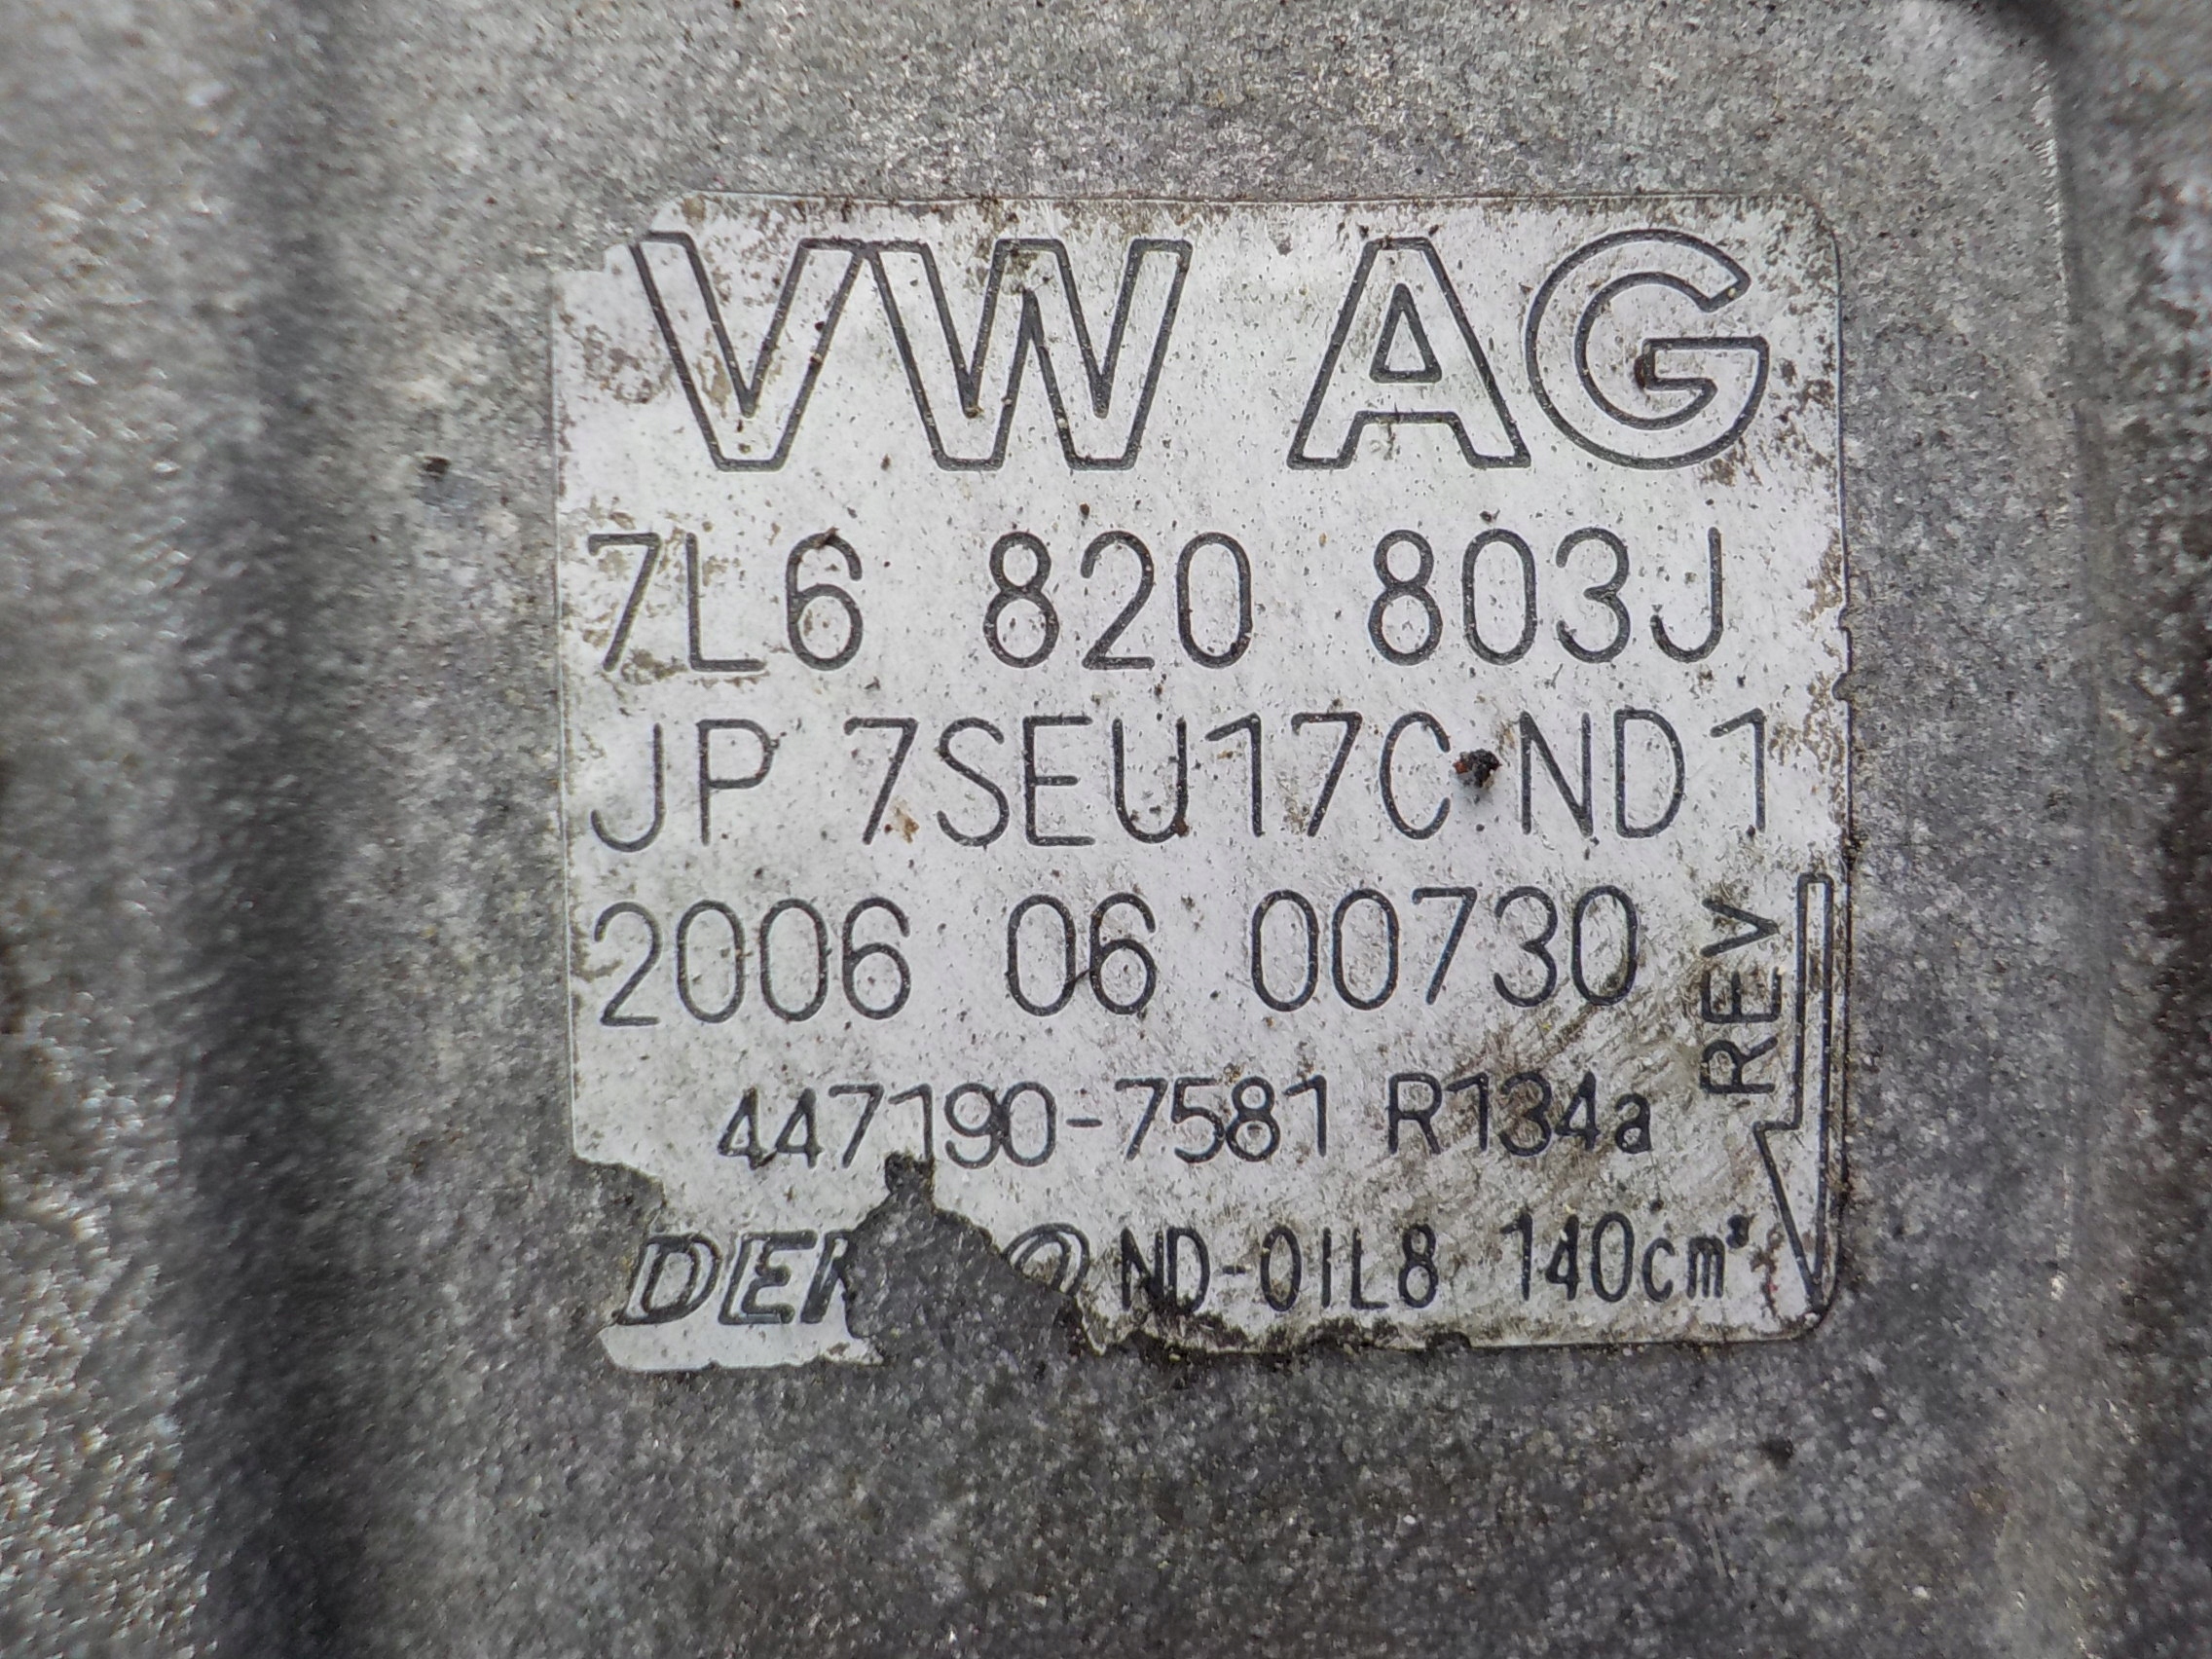 VW AG
7L6 820 803J
JP 7SEU17C ND1
2006 06 00730
REV
447190-7581 R134a
ND-OIL8 140cm³